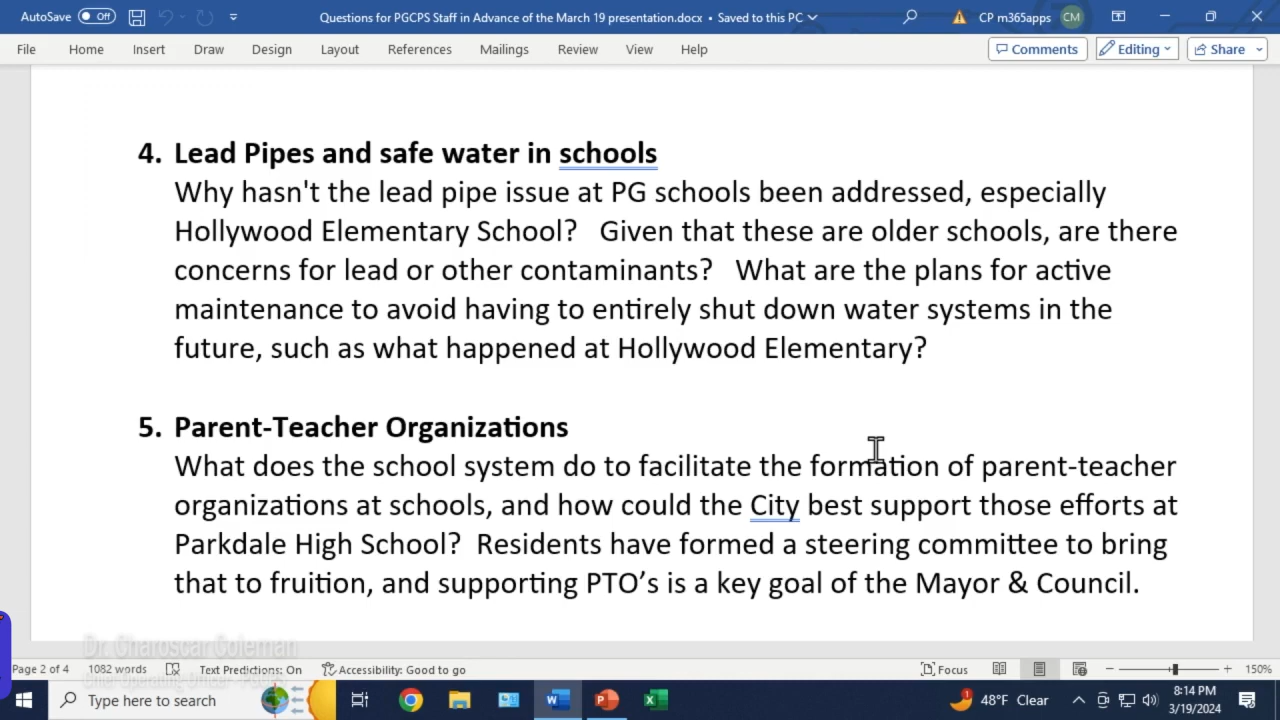 AutoSave Off Questions for PGCPS Staff in Advance of the March 19 presentation.docx • Saved to this PC CP m365apps CM
File Home Insert Draw Design Layout References Mailings Review View Help Comments Editing Share
4. Lead Pipes and safe water in schools
Why hasn't the lead pipe issue at PG schools been addressed, especially
Hollywood Elementary School? Given that these are older schools, are there
concerns for lead or other contaminants? What are the plans for active
maintenance to avoid having to entirely shut down water systems in the
future, such as what happened at Hollywood Elementary?
5. Parent-Teacher Organizations
What does the school system do to facilitate the formation of parent-teacher
organizations at schools, and how could the City best support those efforts at
Parkdale High School? Residents have formed a steering committee to bring
that to fruition, and supporting PTO’s is a key goal of the Mayor & Council.
Dr. Charoscar Coleman
Page 2 of 4 1082 words Text Predictions: On Accessibility: Good to go Focus 150%
Type here to search 1 48°F Clear 8:14 PM
3/19/2024